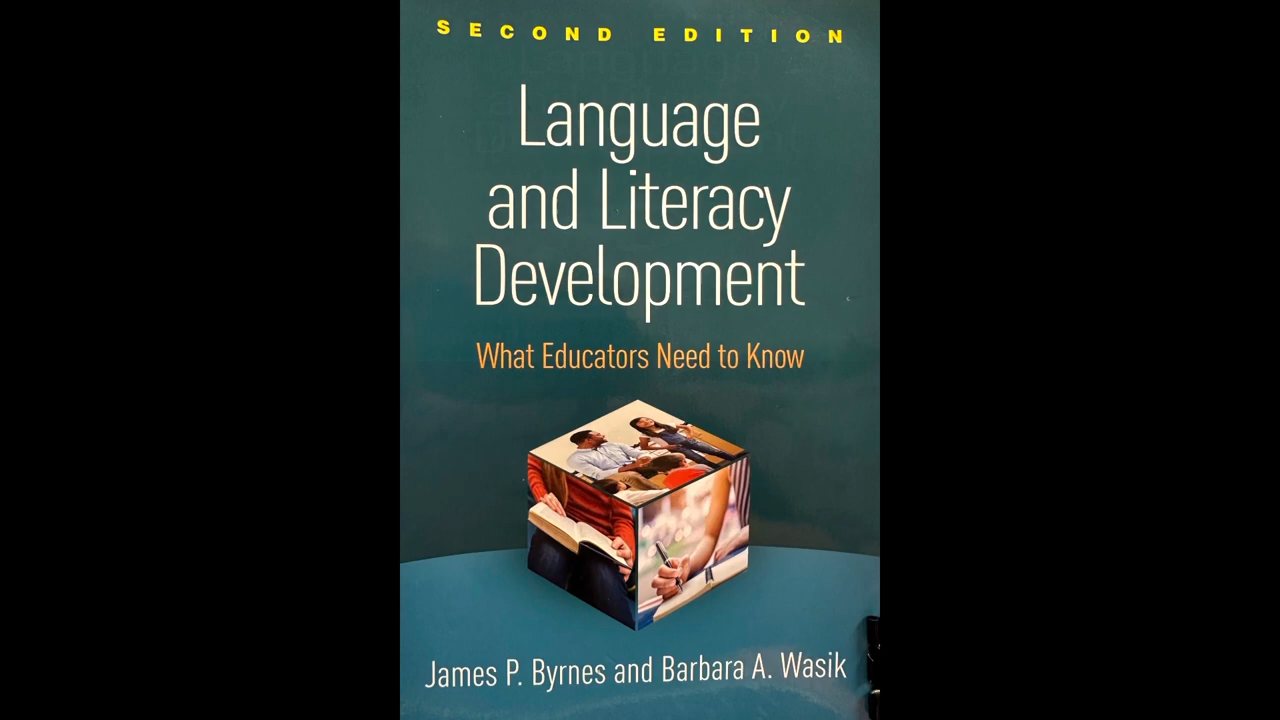 SECOND EDITION
Language
and Literacy
Development
What Educators Need to Know
James P. Byrnes and Barbara A. Wasik